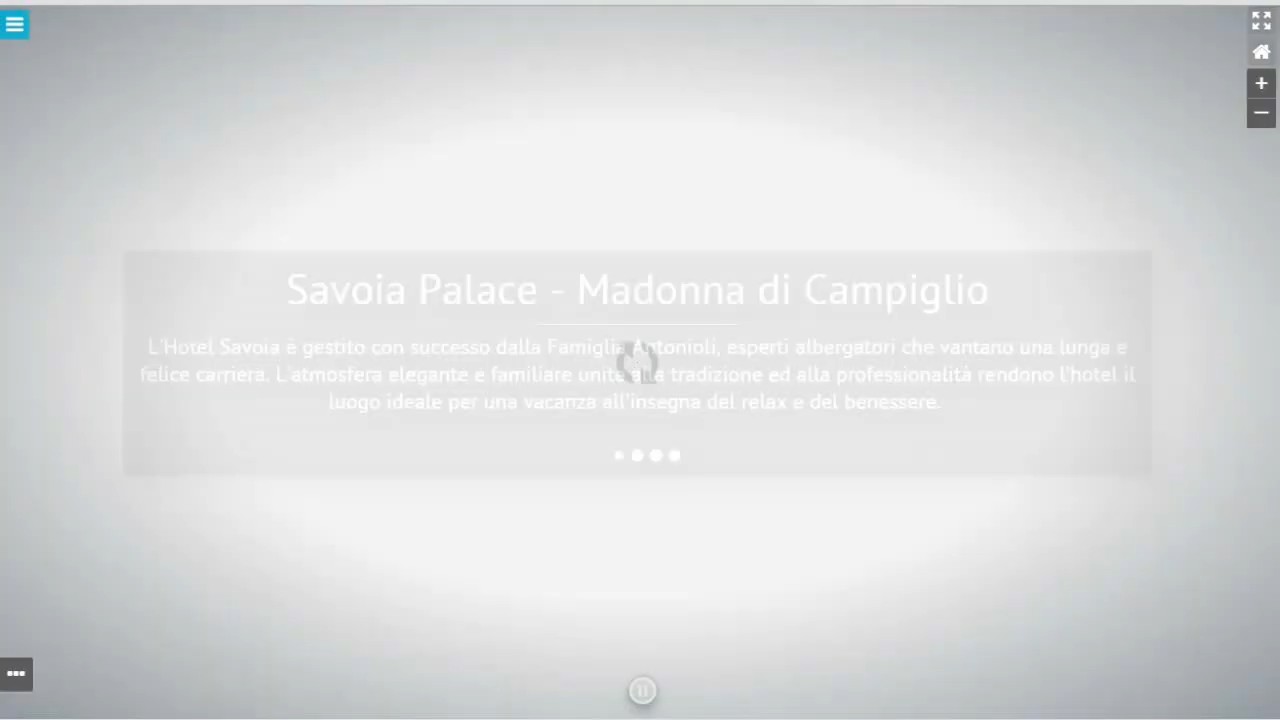 Savoia Palace - Madonna di Campiglio
L'Hotel Savoia è gestito con successo dalla Famiglia Antonioli, esperti albergatori che vantano una lunga e
felice carriera. L'atmosfera elegante e familiare unite alla tradizione ed alla professionalità rendono l'hotel il
luogo ideale per una vacanza all'insegna del relax e del benessere.